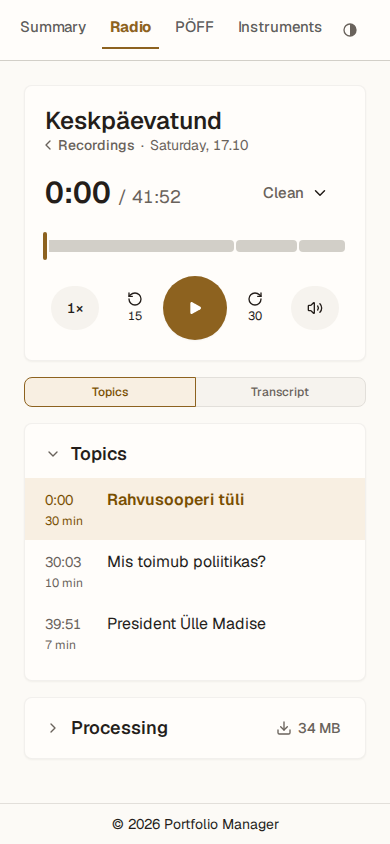 Summary Radio PÖFF Instruments
Keskpäevatund
Recordings · Saturday, 17.10
0:00 / 41:52 Clean
1× 15 30
Topics Transcript
Topics
0:00 Rahvusooperi tüli
30 min
30:03 Mis toimub poliitikas?
10 min
39:51 President Ülle Madise
7 min
Processing 34 MB
© 2026 Portfolio Manager